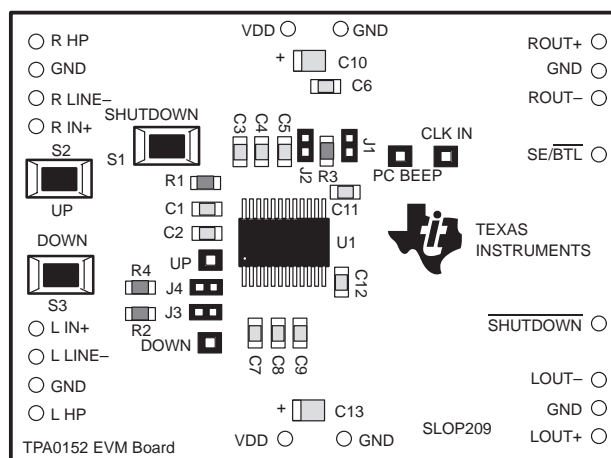 VDD
GND
R HP
GND
R LINE–
R IN+
+
C10
C6
ROUT+
GND
ROUT–
SE/BTL
S2
UP
SHUTDOWN
S1
C3
C4
C5
J2
R3
J1
PC BEEP
CLK IN
R1
C1
C2
C11
U1
TEXAS
INSTRUMENTS
DOWN
S3
UP
R4
J4
J3
R2
DOWN
C12
C7
C8
C9
L IN+
L LINE–
GND
L HP
SHUTDOWN
LOUT–
GND
LOUT+
+
C13
SLOP209
TPA0152 EVM Board
VDD
GND